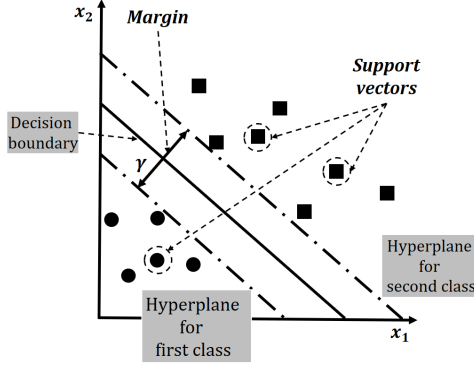 x₂
Margin
Support
vectors
Decision
boundary
γ
Hyperplane
for
second class
Hyperplane
for
first class
x₁